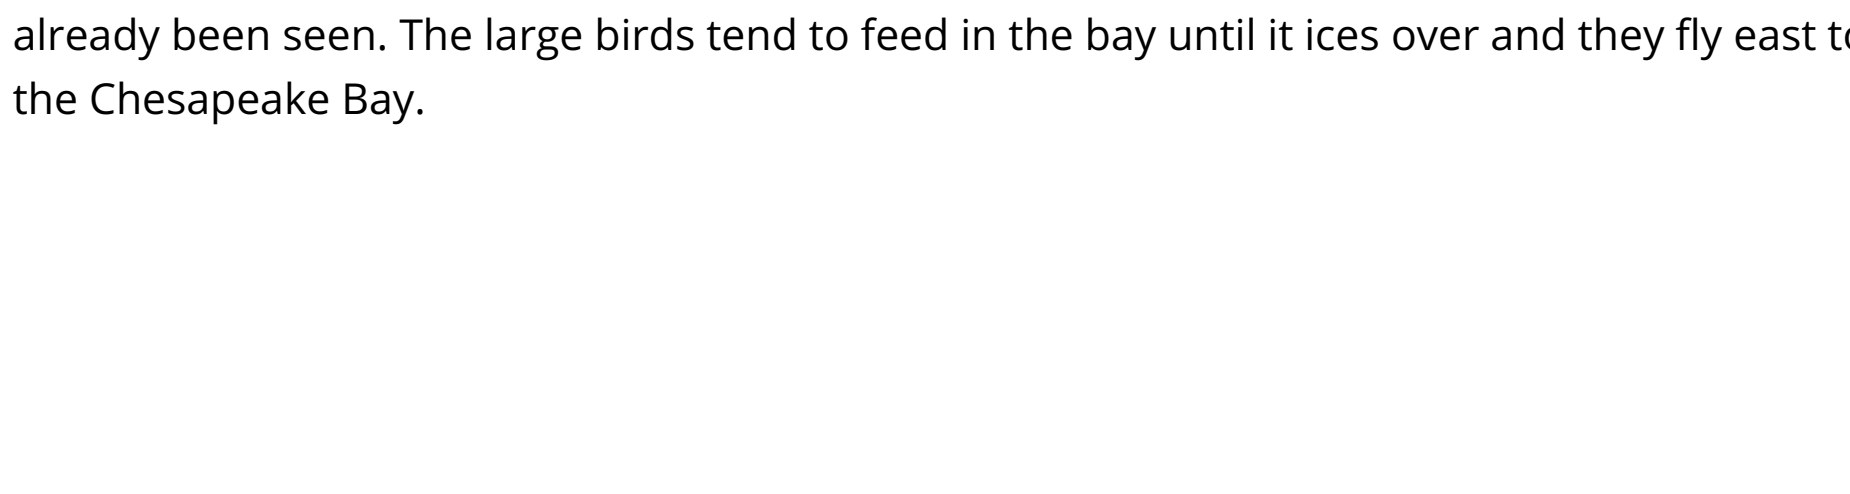 already been seen. The large birds tend to feed in the bay until it ices over and they fly east to
the Chesapeake Bay.